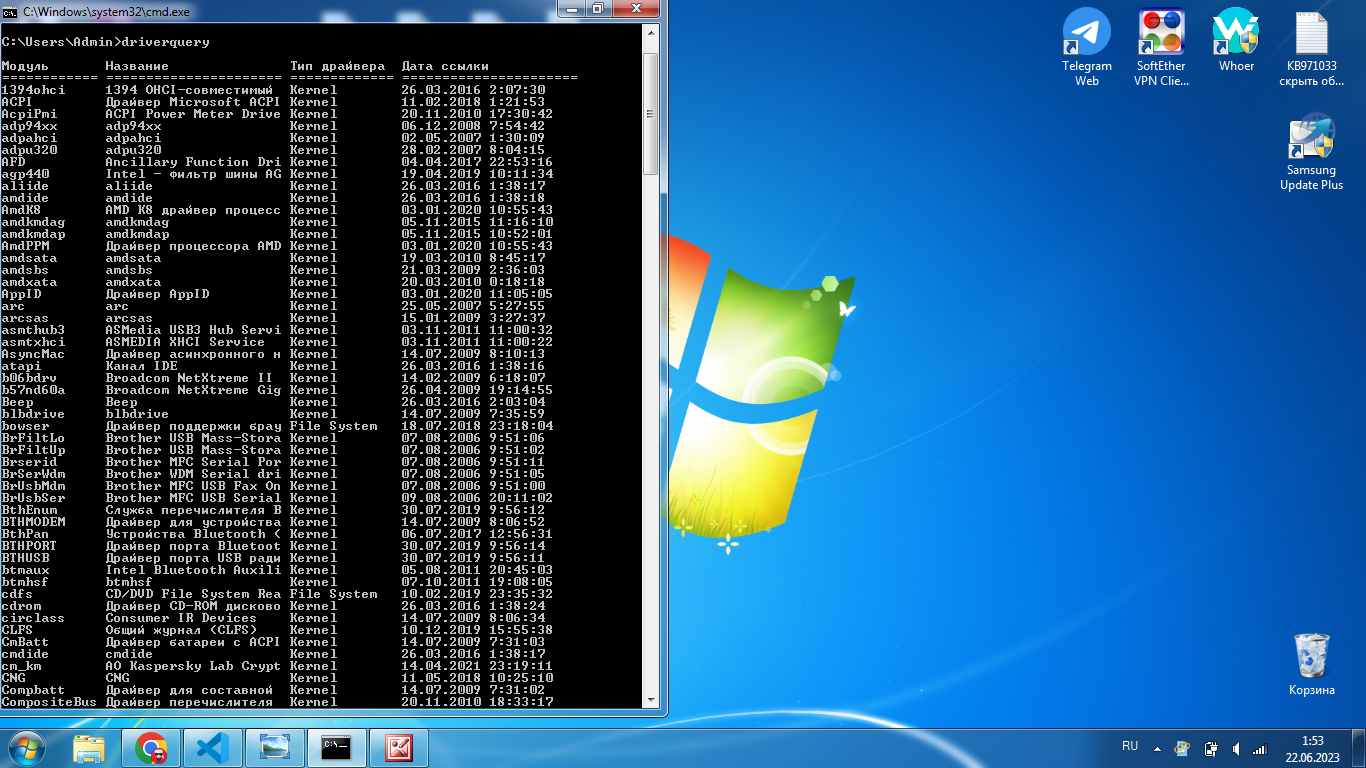 C:\Windows\system32\cmd.exe
C:\Users\Admin>driverquery
Модуль Название Тип драйвера Дата ссылки
============ ====================== ============= ======================
1394ohci 1394 OHCI-совместимый Kernel 26.03.2016 2:07:30
ACPI Драйвер Microsoft ACPI Kernel 11.02.2018 1:21:53
AcpiPmi ACPI Power Meter Drive Kernel 20.11.2010 17:30:42
adp94xx adp94xx Kernel 06.12.2008 7:54:42
adpahci adpahci Kernel 02.05.2007 1:30:09
adpu320 adpu320 Kernel 28.02.2007 8:04:15
AFD Ancillary Function Dri Kernel 04.04.2017 22:53:16
agp440 Intel - фильтр шины AG Kernel 19.04.2019 10:11:34
aliide aliide Kernel 26.03.2016 1:38:17
amdide amdide Kernel 26.03.2016 1:38:18
AmdK8 AMD K8 драйвер процесс Kernel 03.01.2020 10:55:43
amdkmdag amdkmdag Kernel 05.11.2015 11:16:10
amdkmdap amdkmdap Kernel 05.11.2015 10:52:01
AmdPPM Драйвер процессора AMD Kernel 03.01.2020 10:55:43
amdsata amdsata Kernel 19.03.2010 8:45:17
amdsbs amdsbs Kernel 21.03.2009 2:36:03
amdxata amdxata Kernel 20.03.2010 0:18:18
AppID Драйвер AppID Kernel 03.01.2020 11:05:05
arc arc Kernel 25.05.2007 5:27:55
arcsas arcsas Kernel 15.01.2009 3:27:37
asmthub3 ASMedia USB3 Hub Servi Kernel 03.11.2011 11:00:32
asmtxhci ASMEDIA XHCI Service Kernel 03.11.2011 11:00:22
AsyncMac Драйвер асинхронного н Kernel 14.07.2009 8:10:13
atapi Канал IDE Kernel 26.03.2016 1:38:16
b06bdrv Broadcom NetXtreme II Kernel 14.02.2009 6:18:07
b57nd60a Broadcom NetXtreme Gig Kernel 26.04.2009 19:14:55
Beep Beep Kernel 26.03.2016 2:03:04
blbdrive blbdrive Kernel 14.07.2009 7:35:59
bowser Драйвер поддержки брау File System 18.07.2018 23:18:04
BrFiltLo Brother USB Mass-Stora Kernel 07.08.2006 9:51:06
BrFiltUp Brother USB Mass-Stora Kernel 07.08.2006 9:51:02
Brserid Brother MFC Serial Por Kernel 07.08.2006 9:51:11
BrSerWdm Brother WDM Serial dri Kernel 07.08.2006 9:51:05
BrUsbMdm Brother MFC USB Fax On Kernel 07.08.2006 9:51:00
BrUsbSer Brother MFC USB Serial Kernel 09.08.2006 20:11:02
BthEnum Служба перечислителя B Kernel 30.07.2019 9:56:12
BTHMODEM Драйвер для устройства Kernel 14.07.2009 8:06:52
BthPan Устройства Bluetooth ( Kernel 06.07.2017 12:56:31
BTHPORT Драйвер порта Bluetoot Kernel 30.07.2019 9:56:14
BTHUSB Драйвер порта USB ради Kernel 30.07.2019 9:56:11
btmaux Intel Bluetooth Auxili Kernel 05.08.2011 20:45:03
btmhsf btmhsf Kernel 07.10.2011 19:08:05
cdfs CD/DVD File System Rea File System 10.02.2019 23:35:32
cdrom Драйвер CD-ROM дисково Kernel 26.03.2016 1:38:24
circlass Consumer IR Devices Kernel 14.07.2009 8:06:34
CLFS Общий журнал (CLFS) Kernel 10.12.2019 15:55:38
CmBatt Драйвер батареи с ACPI Kernel 14.07.2009 7:31:03
cmdide cmdide Kernel 26.03.2016 1:38:17
cm_km AO Kaspersky Lab Crypt Kernel 14.04.2021 23:19:11
CNG CNG Kernel 11.05.2018 10:25:10
Compbatt Драйвер для составной Kernel 14.07.2009 7:31:02
CompositeBus Драйвер перечислителя Kernel 20.11.2010 18:33:17
Telegram Web
SoftEther VPN Clie...
Whoer
KB971033 скрыть об...
Samsung Update Plus
Корзина
RU
1:53
22.06.2023